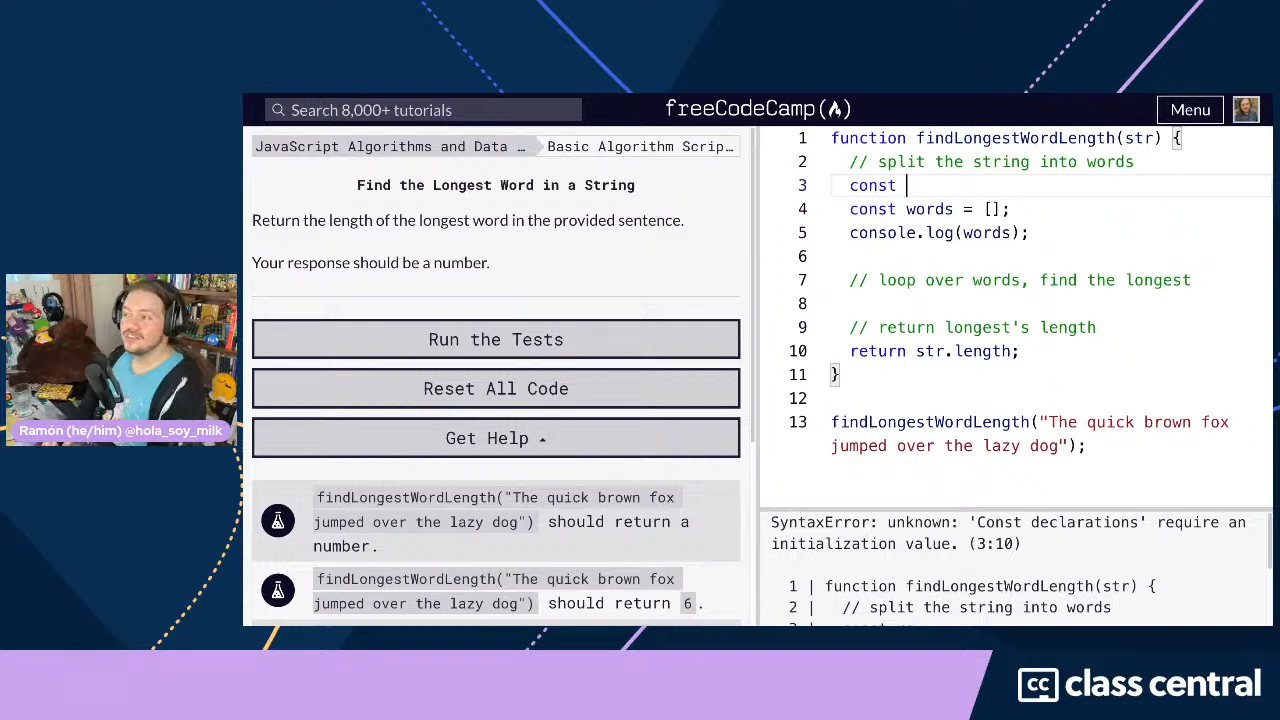 Search 8,000+ tutorials
freeCodeCamp
Menu
JavaScript Algorithms and Data …
Basic Algorithm Scrip…
Find the Longest Word in a String
Return the length of the longest word in the provided sentence.
Your response should be a number.
Run the Tests
Reset All Code
Get Help
findLongestWordLength("The quick brown fox
jumped over the lazy dog") should return a
number.
findLongestWordLength("The quick brown fox
jumped over the lazy dog") should return 6.
1 function findLongestWordLength(str) {
2 // split the string into words
3 const
4 const words = [];
5 console.log(words);
6
7 // loop over words, find the longest
8
9 // return longest's length
10 return str.length;
11 }
12
13 findLongestWordLength("The quick brown fox
jumped over the lazy dog");
SyntaxError: unknown: 'Const declarations' require an
initialization value. (3:10)
1 | function findLongestWordLength(str) {
2 | // split the string into words
Ramón (he/him) @hola_soy_milk
cc class central